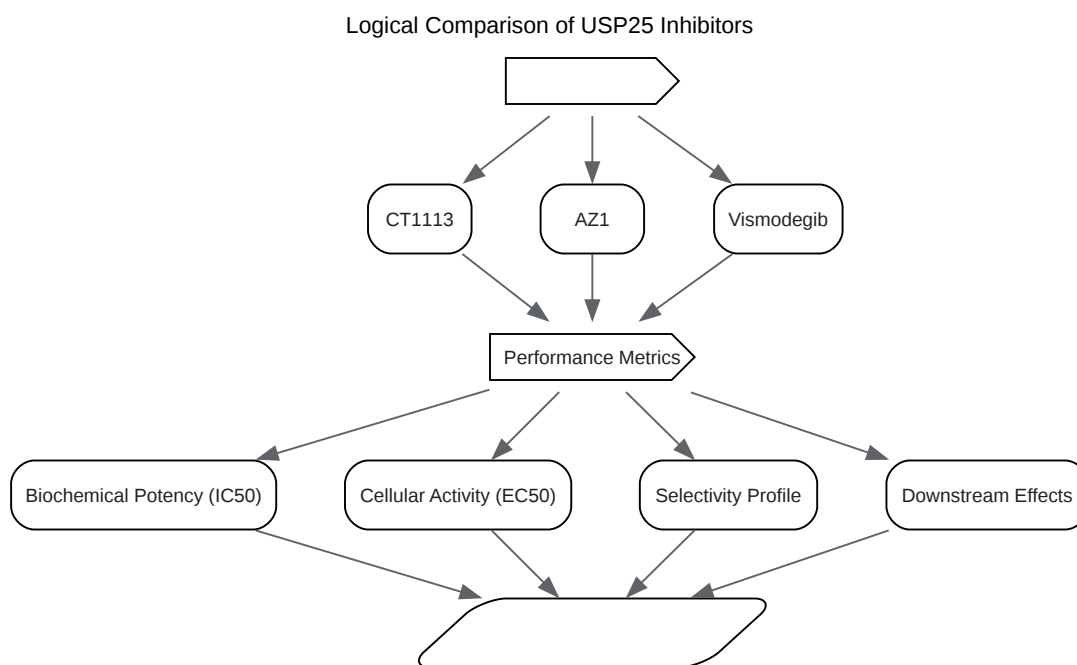 Logical Comparison of USP25 Inhibitors
CT1113
AZ1
Vismodegib
Performance Metrics
Biochemical Potency (IC50)
Cellular Activity (EC50)
Selectivity Profile
Downstream Effects